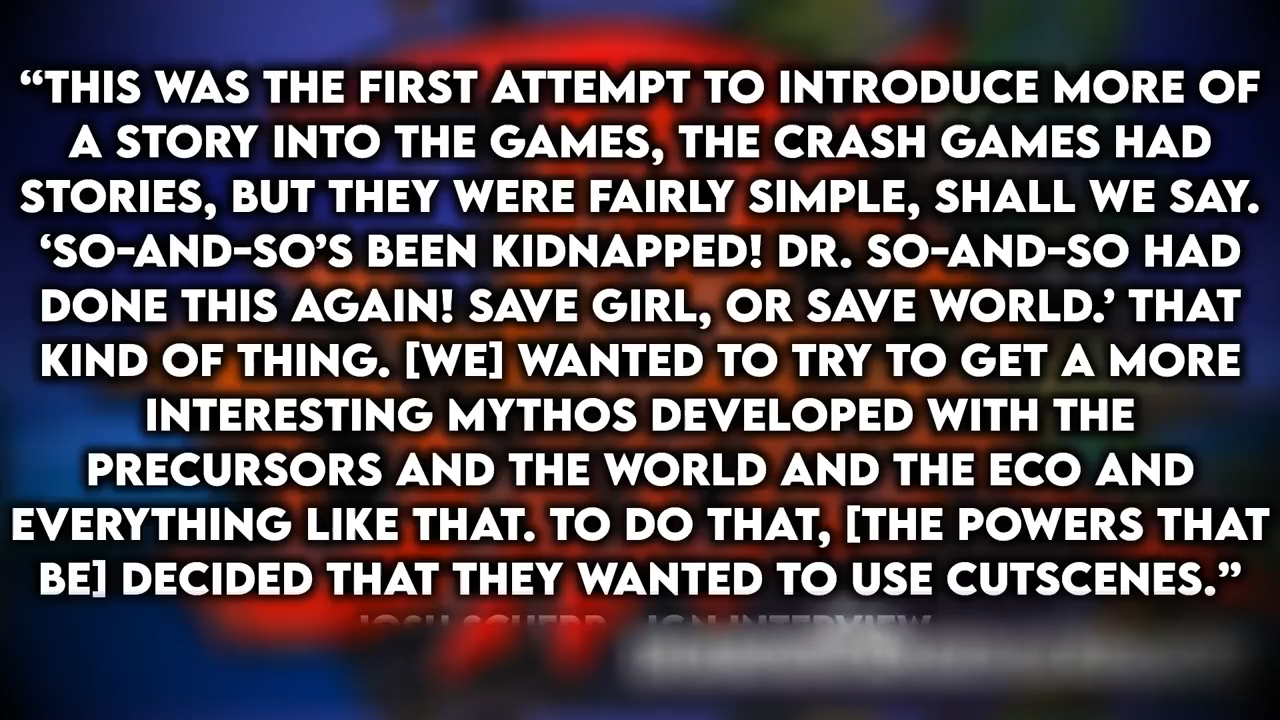 “THIS WAS THE FIRST ATTEMPT TO INTRODUCE MORE OF
A STORY INTO THE GAMES, THE CRASH GAMES HAD
STORIES, BUT THEY WERE FAIRLY SIMPLE, SHALL WE SAY.
‘SO-AND-SO’S BEEN KIDNAPPED! DR. SO-AND-SO HAD
DONE THIS AGAIN! SAVE GIRL, OR SAVE WORLD.’ THAT
KIND OF THING. [WE] WANTED TO TRY TO GET A MORE
INTERESTING MYTHOS DEVELOPED WITH THE
PRECURSORS AND THE WORLD AND THE ECO AND
EVERYTHING LIKE THAT. TO DO THAT, [THE POWERS THAT
BE] DECIDED THAT THEY WANTED TO USE CUTSCENES.”
JOSH SCHERR - IGN INTERVIEW